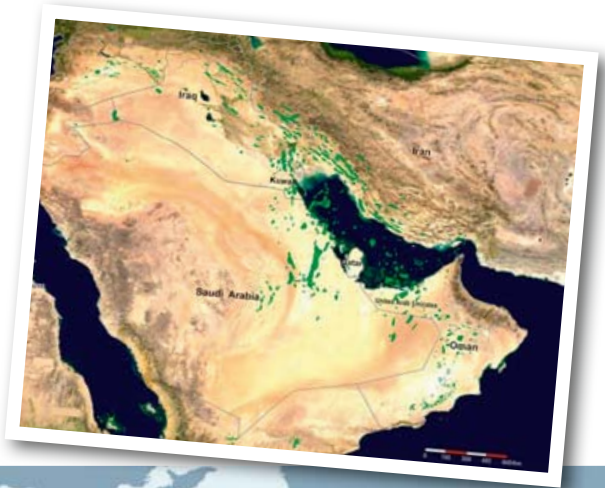 Iraq
Iran
Kuwait
Qatar
Saudi Arabia
United Arab Emirates
Oman